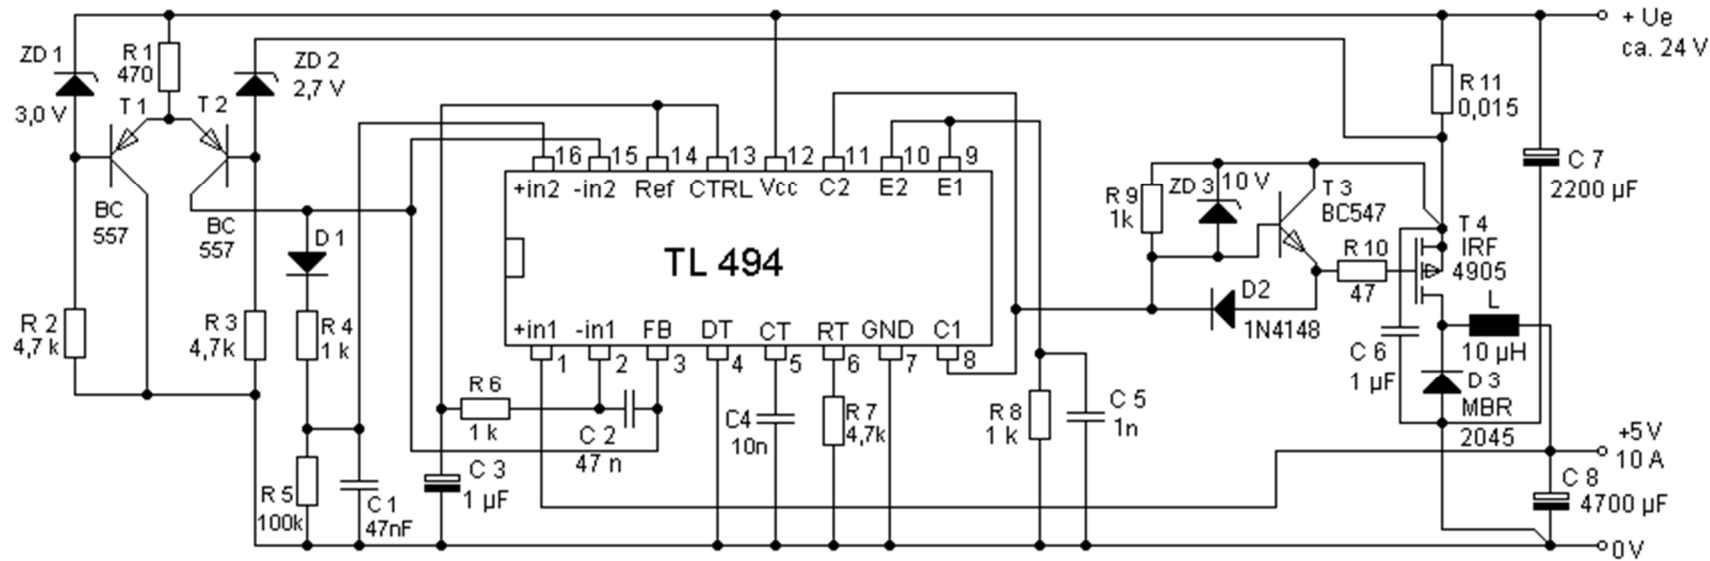 ZD 1
3,0 V
R 1
470
T 1
T 2
ZD 2
2,7 V
BC
557
BC
557
D 1
R 2
4,7 k
R 3
4,7k
R 4
1 k
R 5
100k
C 1
47nF
R 6
1 k
C 2
47 n
C 3
1 µF
16 15 14 13 12 11 10 9
+in2 -in2 Ref CTRL Vcc C2 E2 E1
TL 494
+in1 -in1 FB DT CT RT GND C1
1 2 3 4 5 6 7 8
C4
10n
R 7
4,7k
R 8
1 k
C 5
1n
R 9
1k
ZD 3
10 V
T 3
BC547
R 10
47
D2
1N4148
T 4
IRF
4905
L
10 µH
C 6
1 µF
D 3
MBR
2045
R 11
0,015
C 7
2200 µF
C 8
4700 µF
+ Ue
ca. 24 V
+5V
10 A
0V